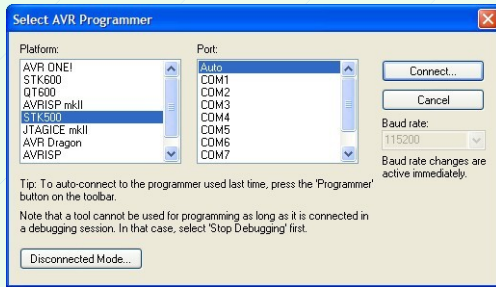 Select AVR Programmer
Platform:
AVR ONE!
STK600
QT600
AVRISP mkII
STK500
JTAGICE mkII
AVR Dragon
AVRISP
Port:
Auto
COM1
COM2
COM3
COM4
COM5
COM6
COM7
Connect...
Cancel
Baud rate:
115200
Baud rate changes are
active immediately.
Tip: To auto-connect to the programmer used last time, press the 'Programmer'
button on the toolbar.
Note that a tool cannot be used for programming as long as it is connected in
a debugging session. In that case, select 'Stop Debugging' first.
Disconnected Mode...